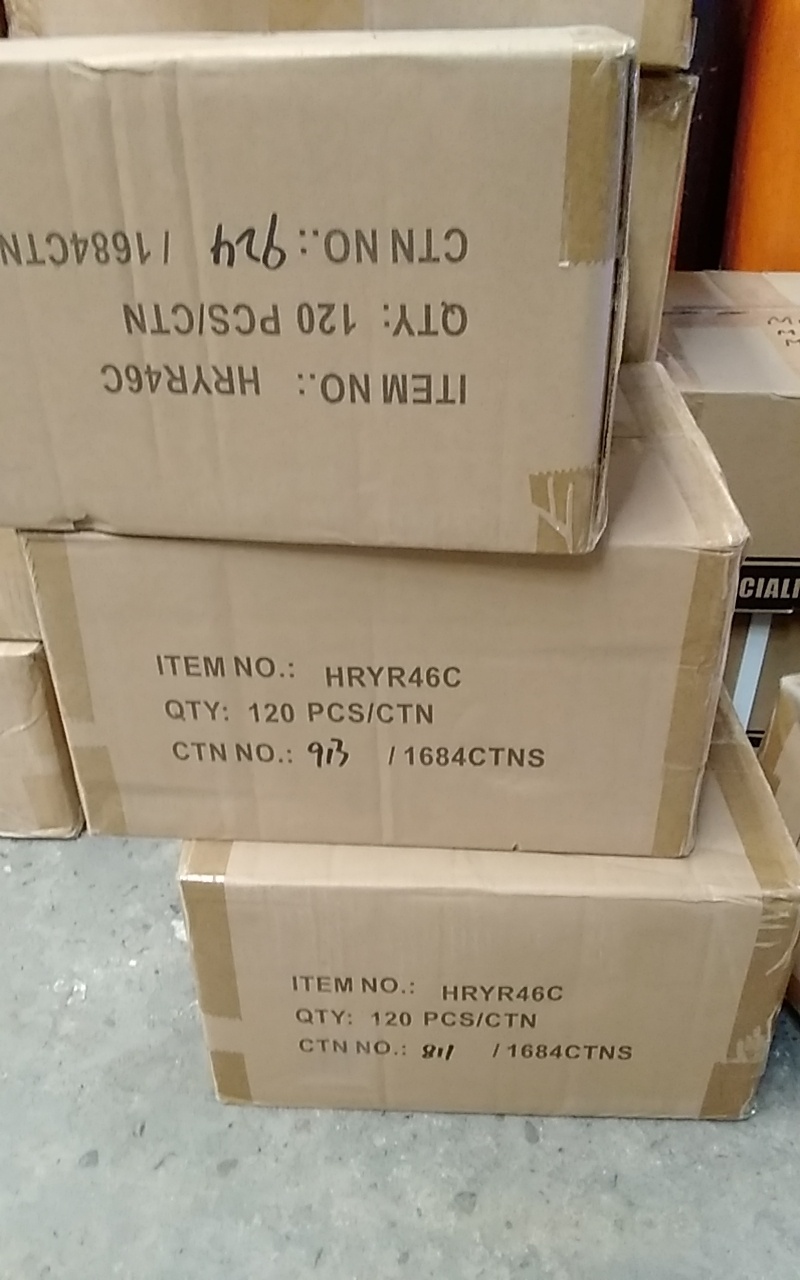 CTN NO.: 924 / 1684CTN
QTY: 120 PCS/CTN
ITEM NO.: HRYR46C
ITEM NO.: HRYR46C
QTY: 120 PCS/CTN
CTN NO.: 913 / 1684CTNS
ITEM NO.: HRYR46C
QTY: 120 PCS/CTN
CTN NO.: 811 / 1684CTNS
CIALI